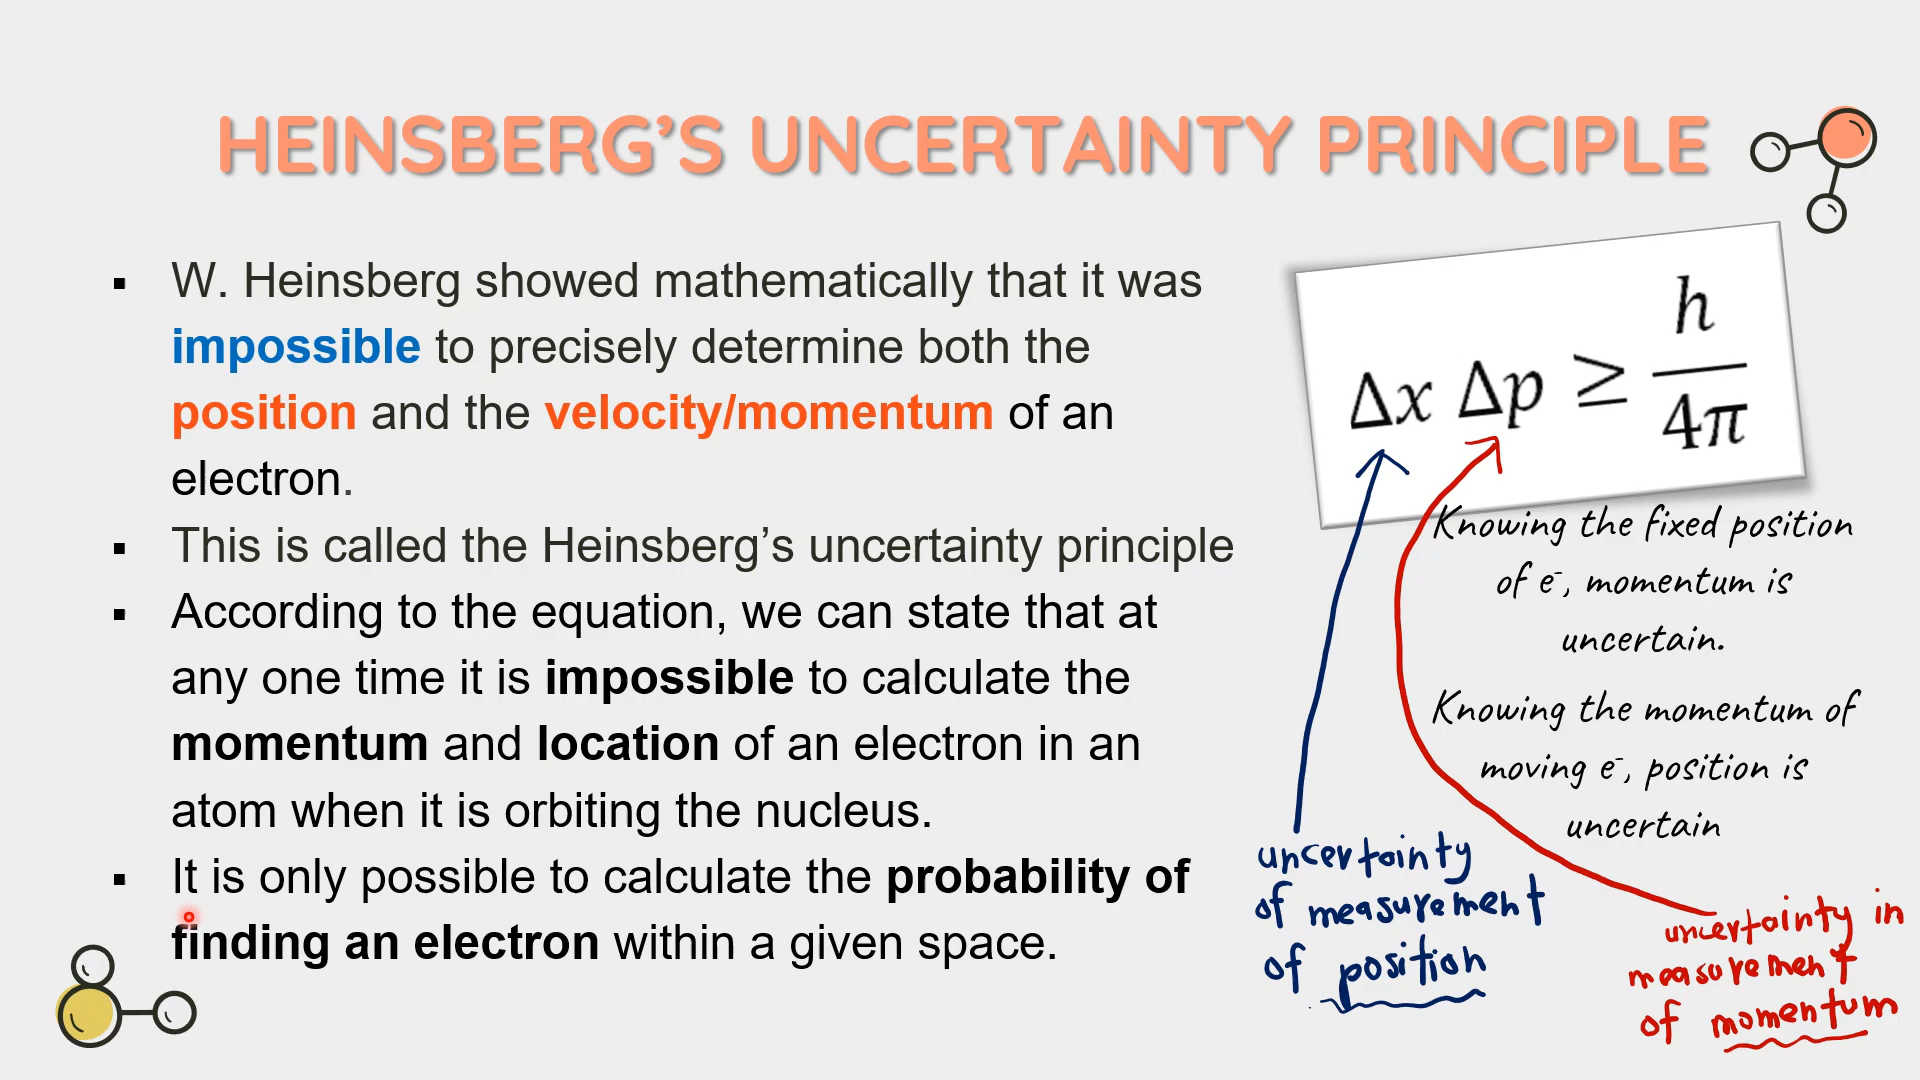 HEINSBERG’S UNCERTAINTY PRINCIPLE
▪ W. Heinsberg showed mathematically that it was
impossible to precisely determine both the
position and the velocity/momentum of an
electron.
▪ This is called the Heinsberg’s uncertainty principle
▪ According to the equation, we can state that at
any one time it is impossible to calculate the
momentum and location of an electron in an
atom when it is orbiting the nucleus.
▪ It is only possible to calculate the probability of
finding an electron within a given space.
Δx Δp ≥ h/4π
Knowing the fixed position
of e⁻, momentum is
uncertain.
Knowing the momentum of
moving e⁻, position is
uncertain
uncertainty
of measurement
of position
uncertainty in
measurement
of momentum